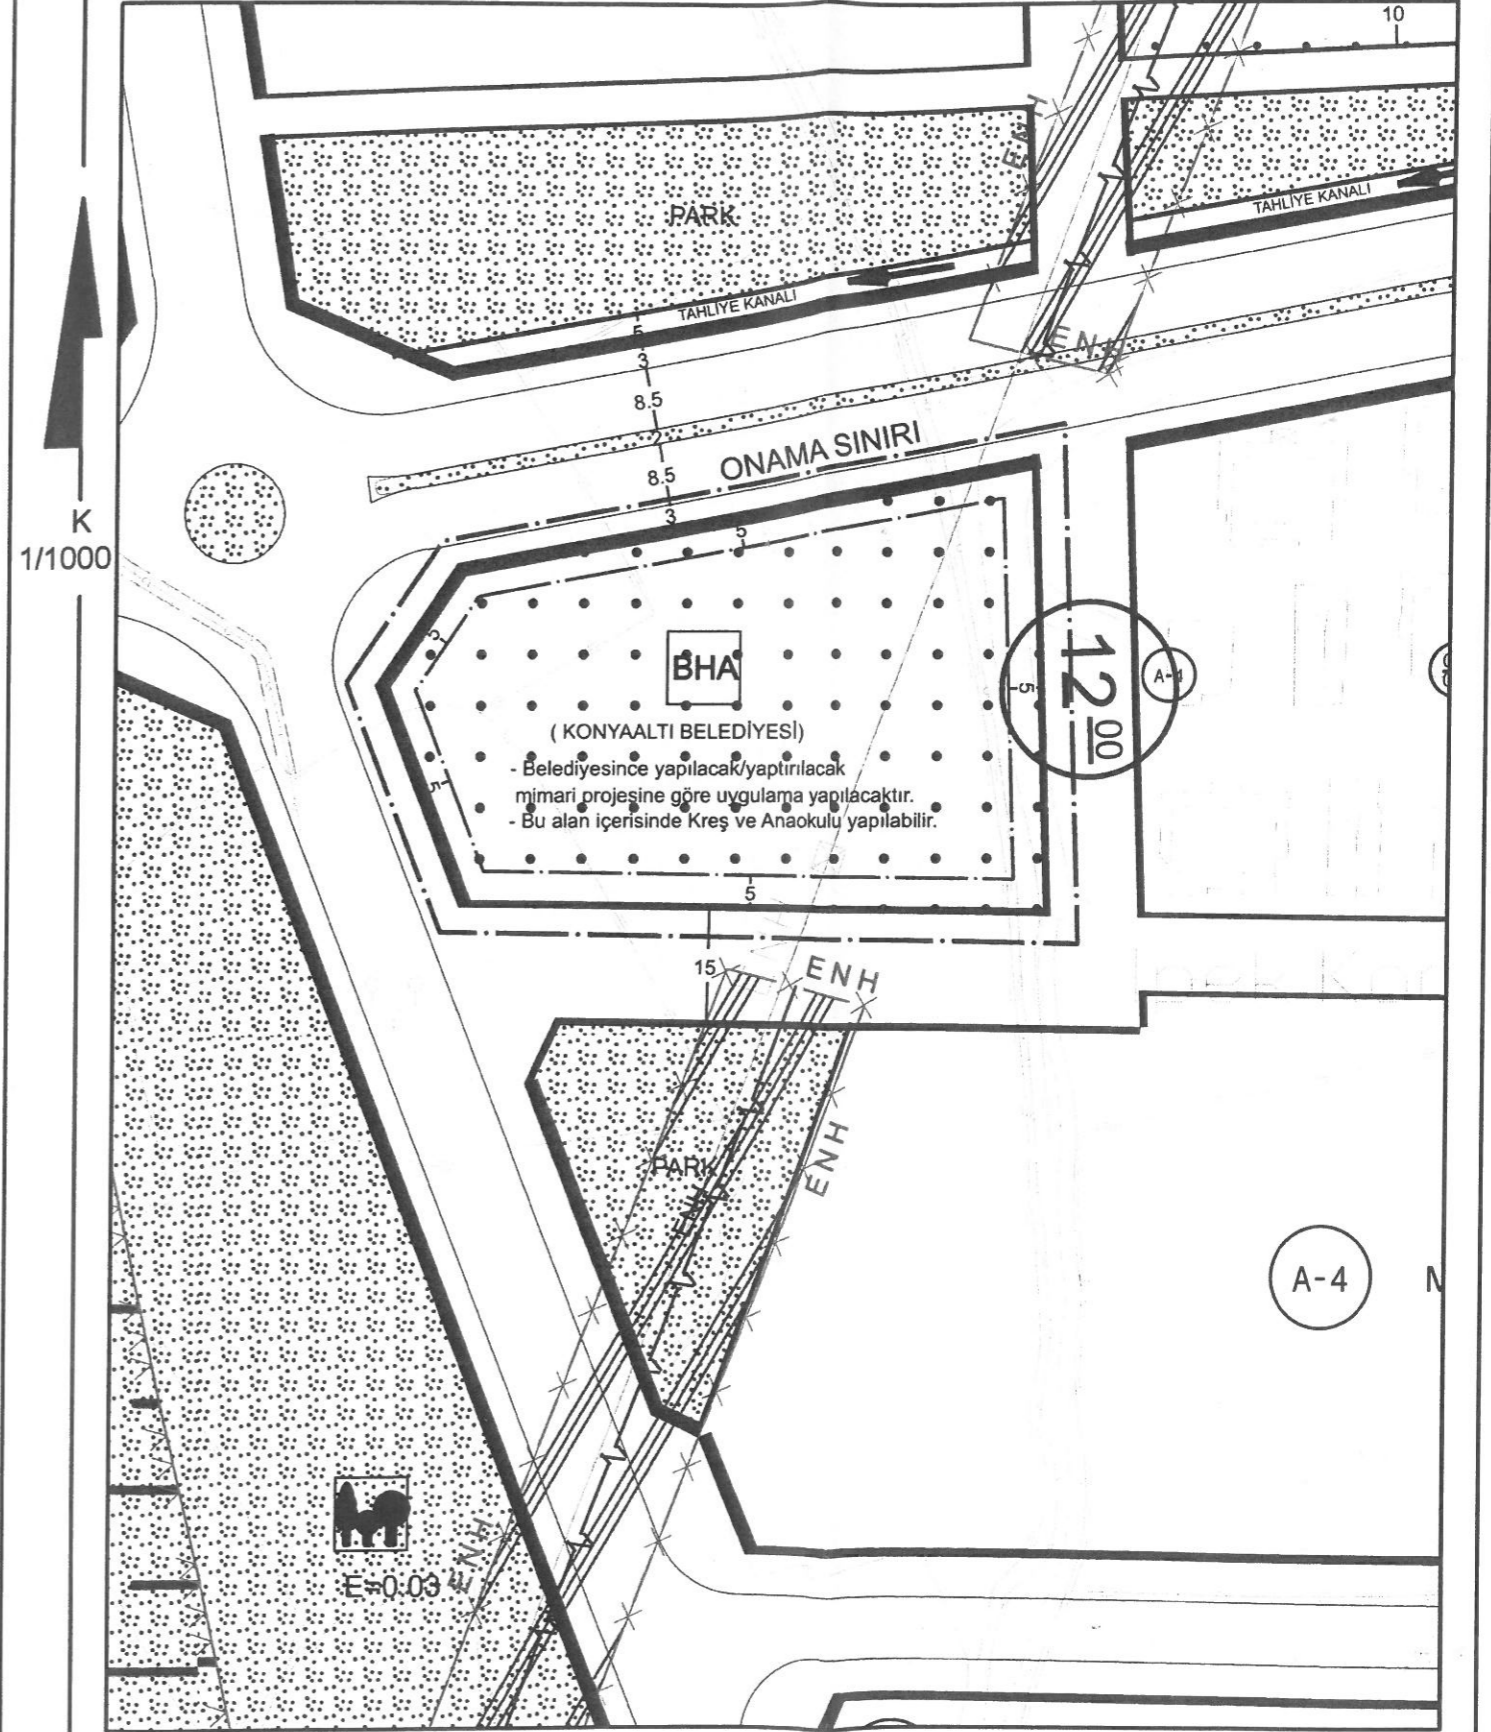 10
ENH
PARK
TAHLİYE KANALI
TAHLİYE KANALI
5
3
8.5
2
8.5
3
ENH
ONAMA SINIRI
K
1/1000
5
5
BHA
( KONYAALTI BELEDİYESİ)
- Belediyesince yapılacak/yaptırılacak
mimari projesine göre uygulama yapılacaktır.
- Bu alan içerisinde Kreş ve Anaokulu yapılabilir.
5
5
12 00
A-4
5
15
ENH
PARK
ENH
ENH
A-4
E=0.03
ENH